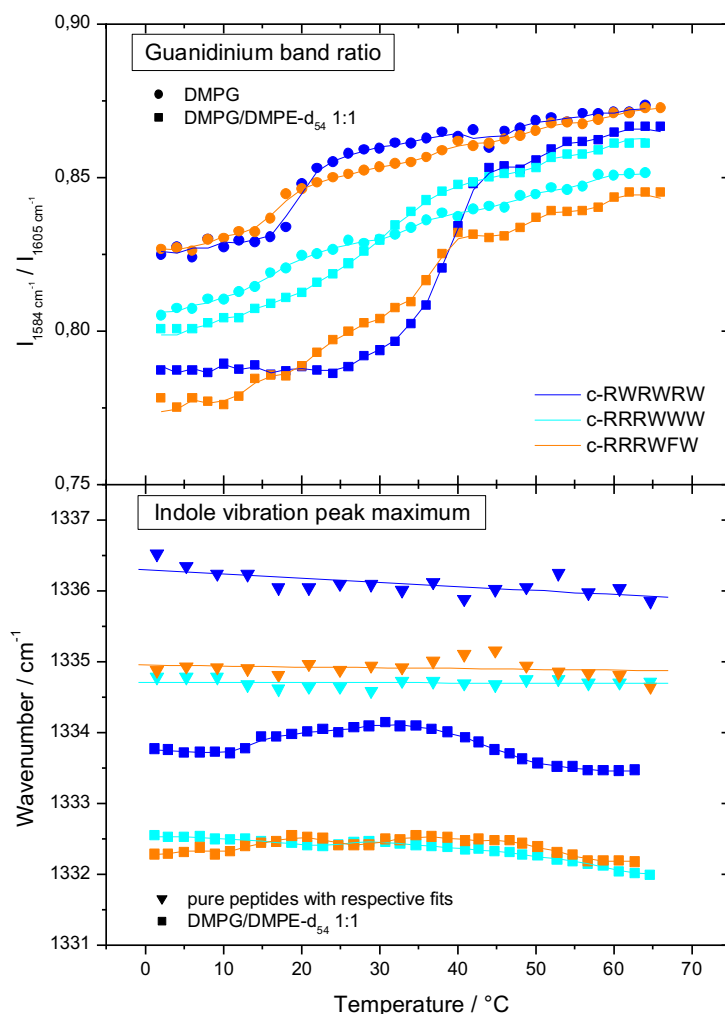 0,90
Guanidinium band ratio
DMPG
DMPG/DMPE-d54 1:1
0,85
I1584 cm-1 / I1605 cm-1
0,80
c-RWRWRW
c-RRRWWW
c-RRRWFW
0,75
1337
Indole vibration peak maximum
1336
1335
1334
Wavenumber / cm-1
1333
1332
pure peptides with respective fits
DMPG/DMPE-d54 1:1
1331
0 10 20 30 40 50 60 70
Temperature / °C